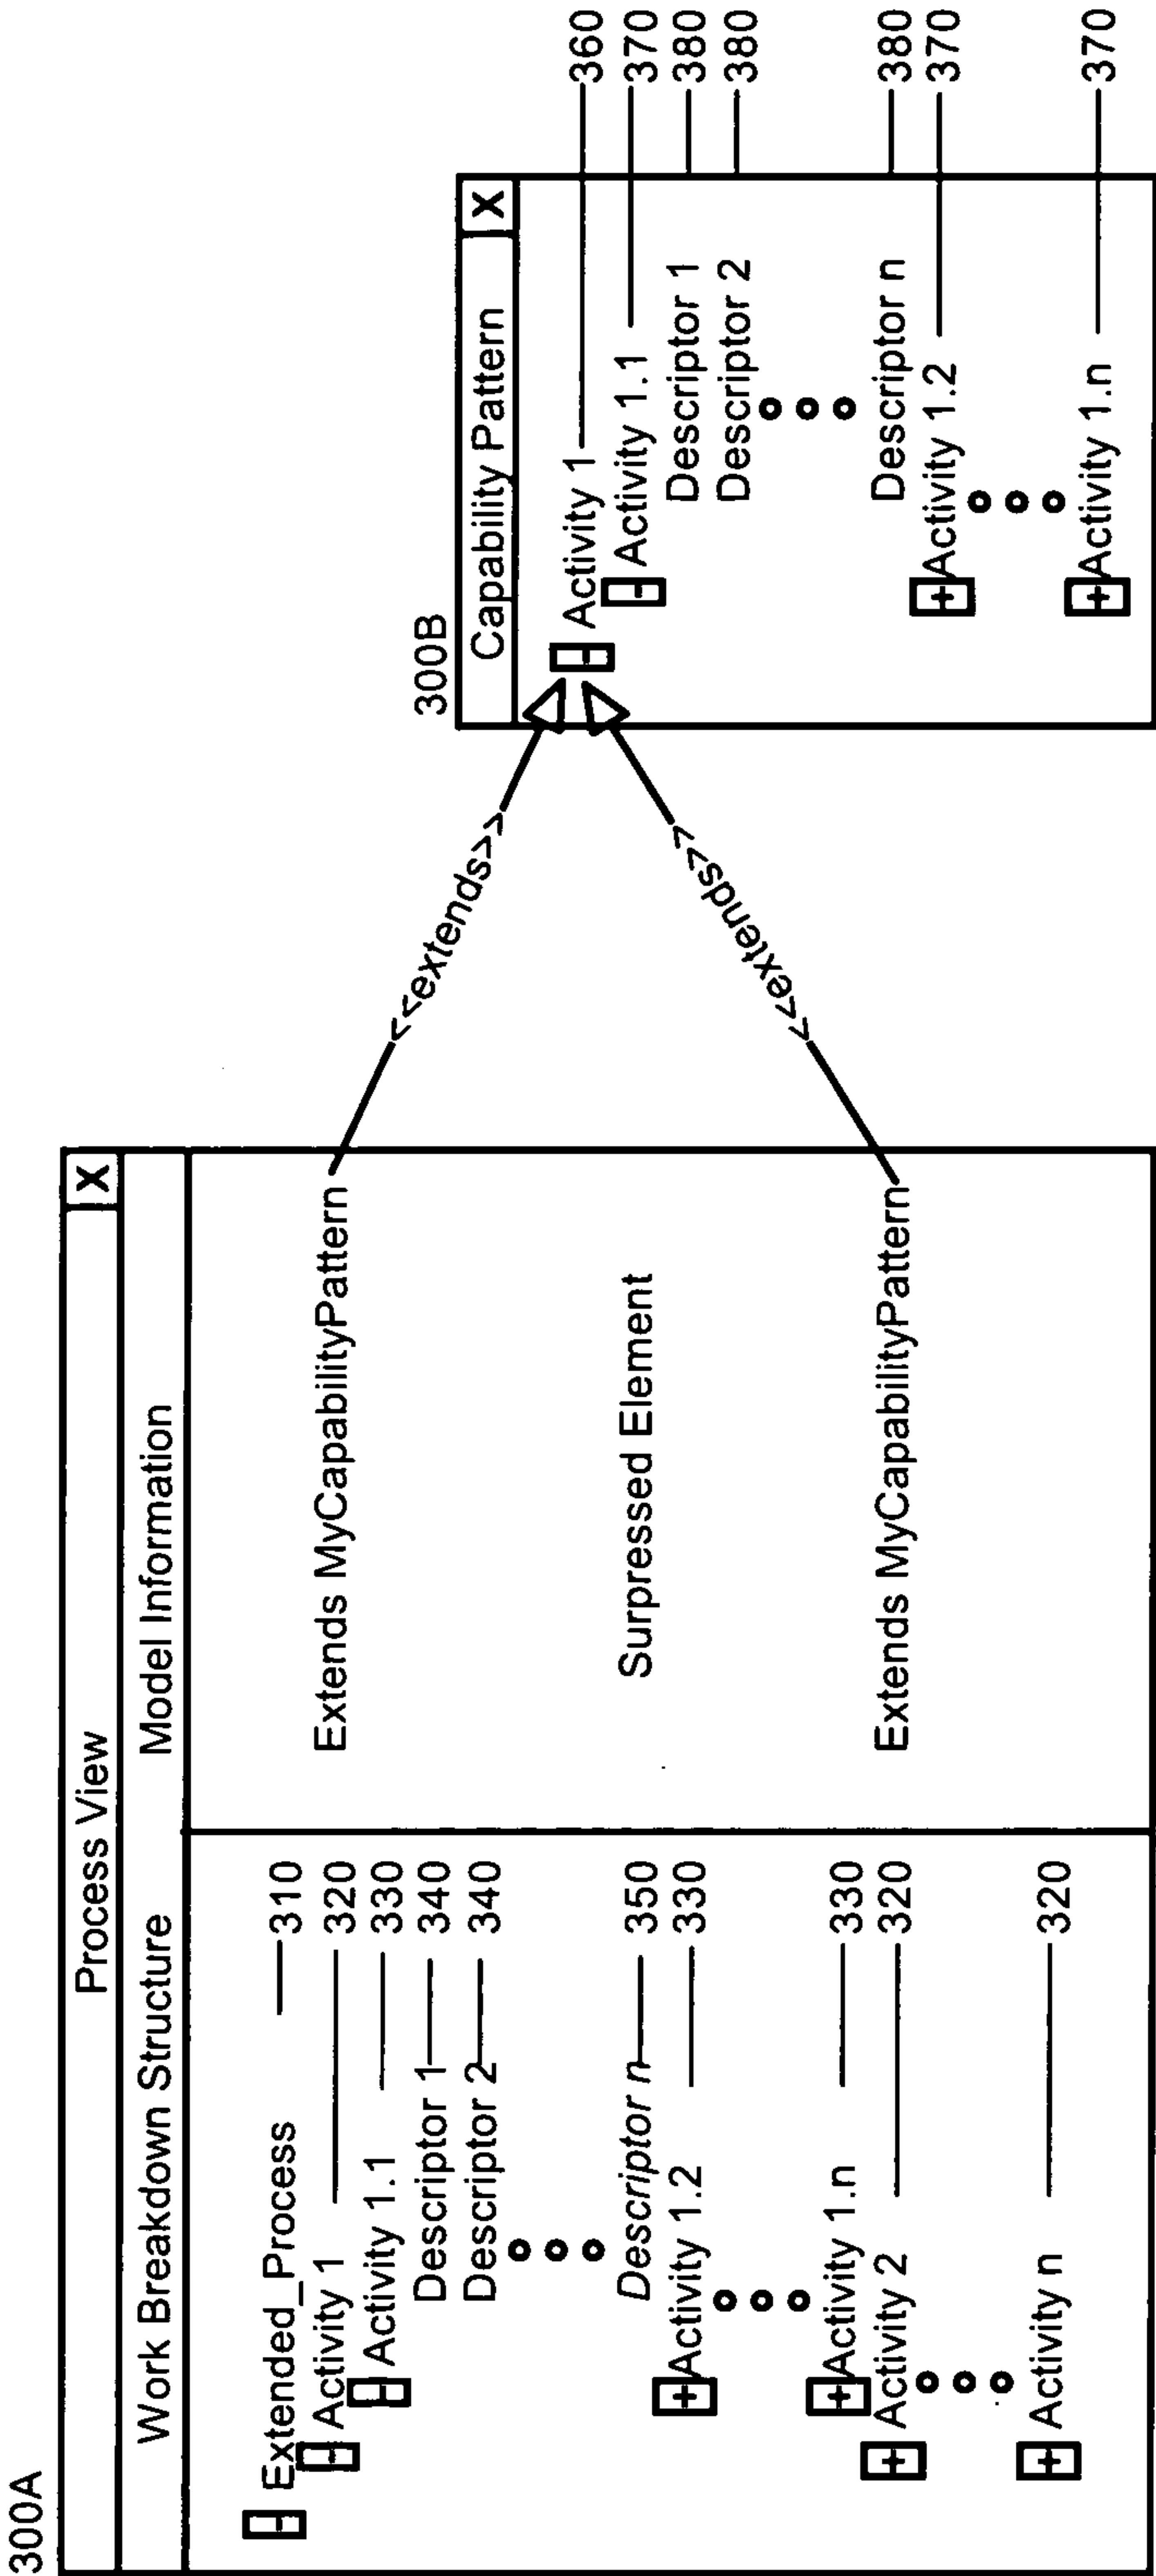 300A
Process View X
Work Breakdown Structure Model Information
- Extended_Process 310
- Activity 1 320 Extends MyCapabilityPattern
- Activity 1.1 330
Descriptor 1 340
Descriptor 2 340
Descriptor n 350 Surpressed Element
+ Activity 1.2 330
+ Activity 1.n 330
+ Activity 2 320 Extends MyCapabilityPattern
+ Activity n 320
<<extends>>
<<extends>>
300B
Capability Pattern X
- Activity 1 360
- Activity 1.1 370
Descriptor 1 380
Descriptor 2 380
Descriptor n 380
+ Activity 1.2 370
+ Activity 1.n 370